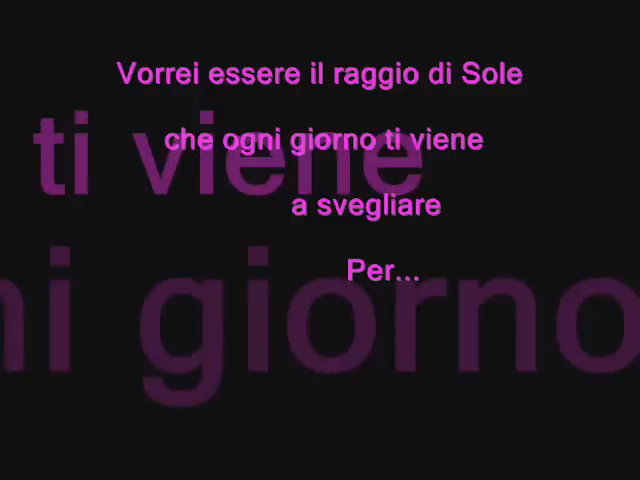 Vorrei essere il raggio di Sole
che ogni giorno ti viene
ti viene
a svegliare
Per...
ni giorno